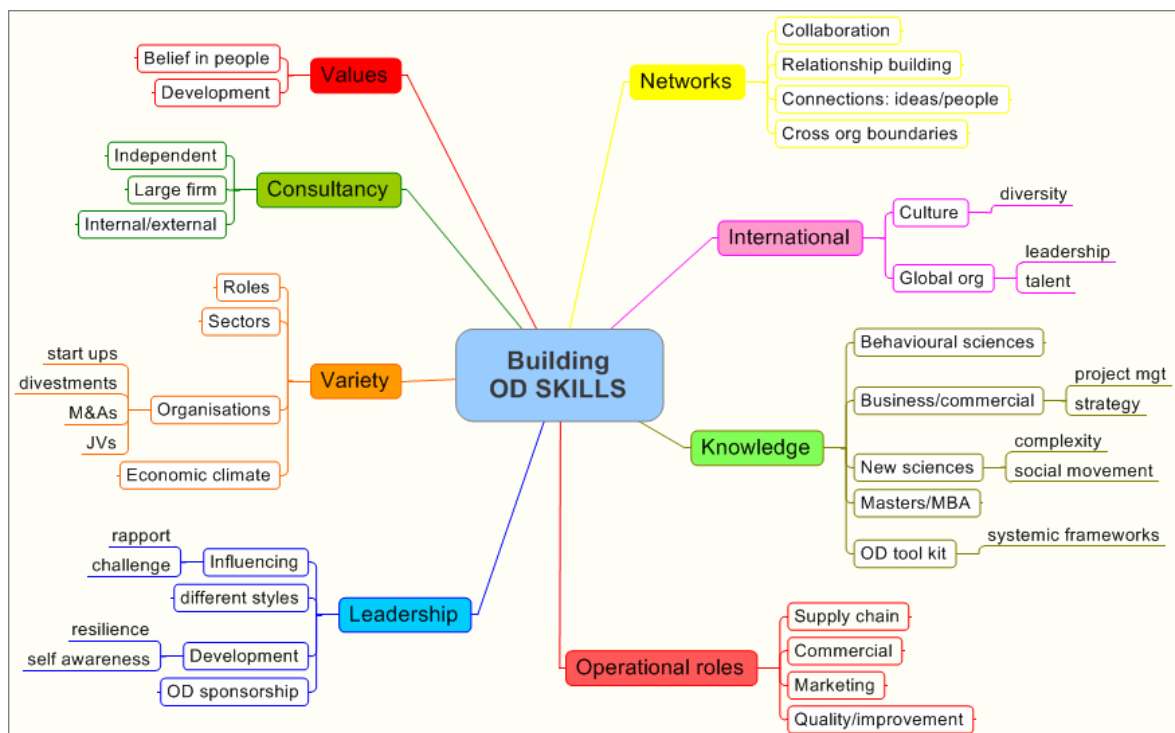 Building
OD SKILLS
Networks
Collaboration
Relationship building
Connections: ideas/people
Cross org boundaries
International
Culture
diversity
Global org
leadership
talent
Knowledge
Behavioural sciences
Business/commercial
project mgt
strategy
New sciences
complexity
social movement
Masters/MBA
OD tool kit
systemic frameworks
Operational roles
Supply chain
Commercial
Marketing
Quality/improvement
Leadership
Influencing
rapport
challenge
different styles
Development
resilience
self awareness
OD sponsorship
Variety
Roles
Sectors
Organisations
start ups
divestments
M&As
JVs
Economic climate
Consultancy
Independent
Large firm
Internal/external
Values
Belief in people
Development